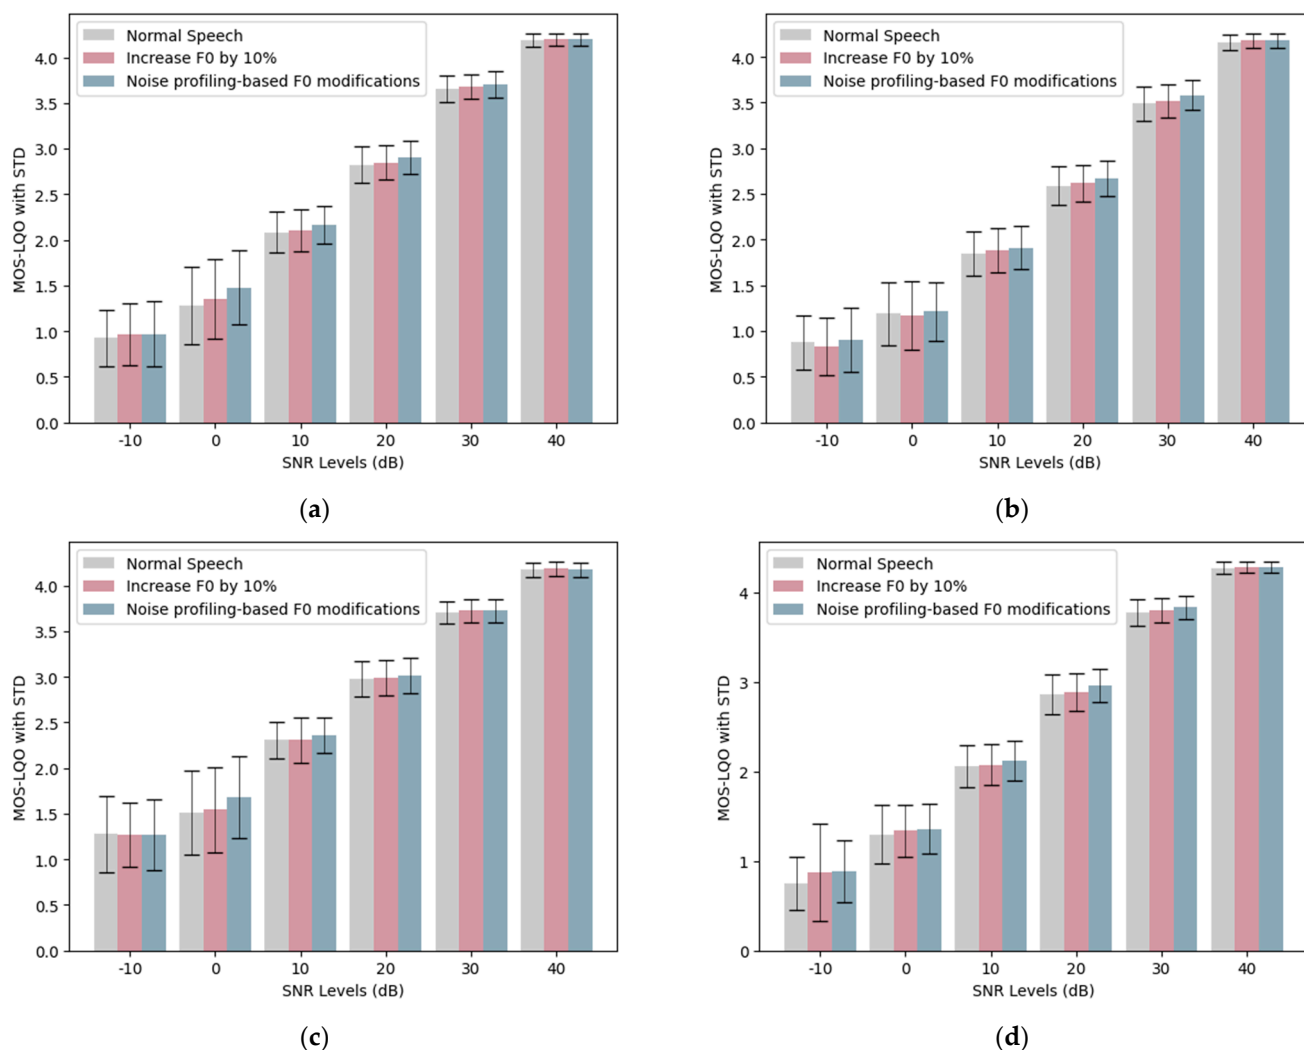 4.0
3.5
3.0
2.5
2.0
1.5
1.0
0.5
0.0
MOS-LQO with STD
Normal Speech
Increase F0 by 10%
Noise profiling-based F0 modifications
-10 0 10 20 30 40
SNR Levels (dB)
(a)
4.0
3.5
3.0
2.5
2.0
1.5
1.0
0.5
0.0
MOS-LQO with STD
Normal Speech
Increase F0 by 10%
Noise profiling-based F0 modifications
-10 0 10 20 30 40
SNR Levels (dB)
(b)
4.0
3.5
3.0
2.5
2.0
1.5
1.0
0.5
0.0
MOS-LQO with STD
Normal Speech
Increase F0 by 10%
Noise profiling-based F0 modifications
-10 0 10 20 30 40
SNR Levels (dB)
(c)
4
3
2
1
0
MOS-LQO with STD
Normal Speech
Increase F0 by 10%
Noise profiling-based F0 modifications
-10 0 10 20 30 40
SNR Levels (dB)
(d)